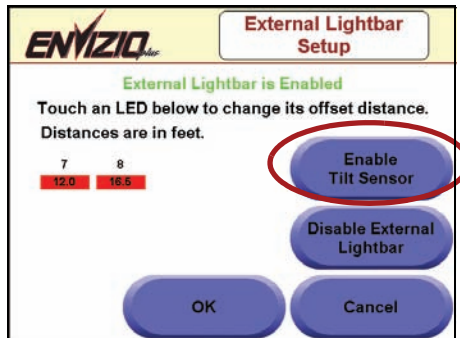 ENVIZIO plus
External Lightbar
Setup
External Lightbar is Enabled
Touch an LED below to change its offset distance.
Distances are in feet.
7 8
12.0 16.5
Enable
Tilt Sensor
Disable External
Lightbar
OK
Cancel